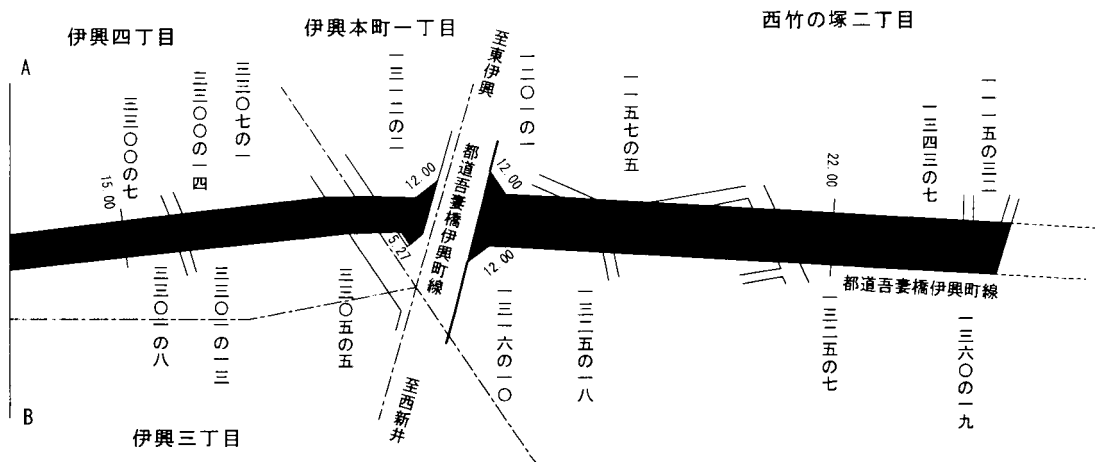 伊興四丁目
伊興本町一丁目
西竹の塚二丁目
A
三三〇〇の七
三三〇〇の一四
三三〇七の一
一三一二の二
至東伊興
一二〇一の一
一一五七の五
一三四三の七
一一一五の三二
15.00
12.00
都道吾妻橋伊興町線
12.00
22.00
5.27
12.00
都道吾妻橋伊興町線
三三〇一の八
三三〇一の一三
三三〇五の五
至西新井
一三一六の一〇
一三二五の一八
一三二五の七
一三六〇の一九
B
伊興三丁目